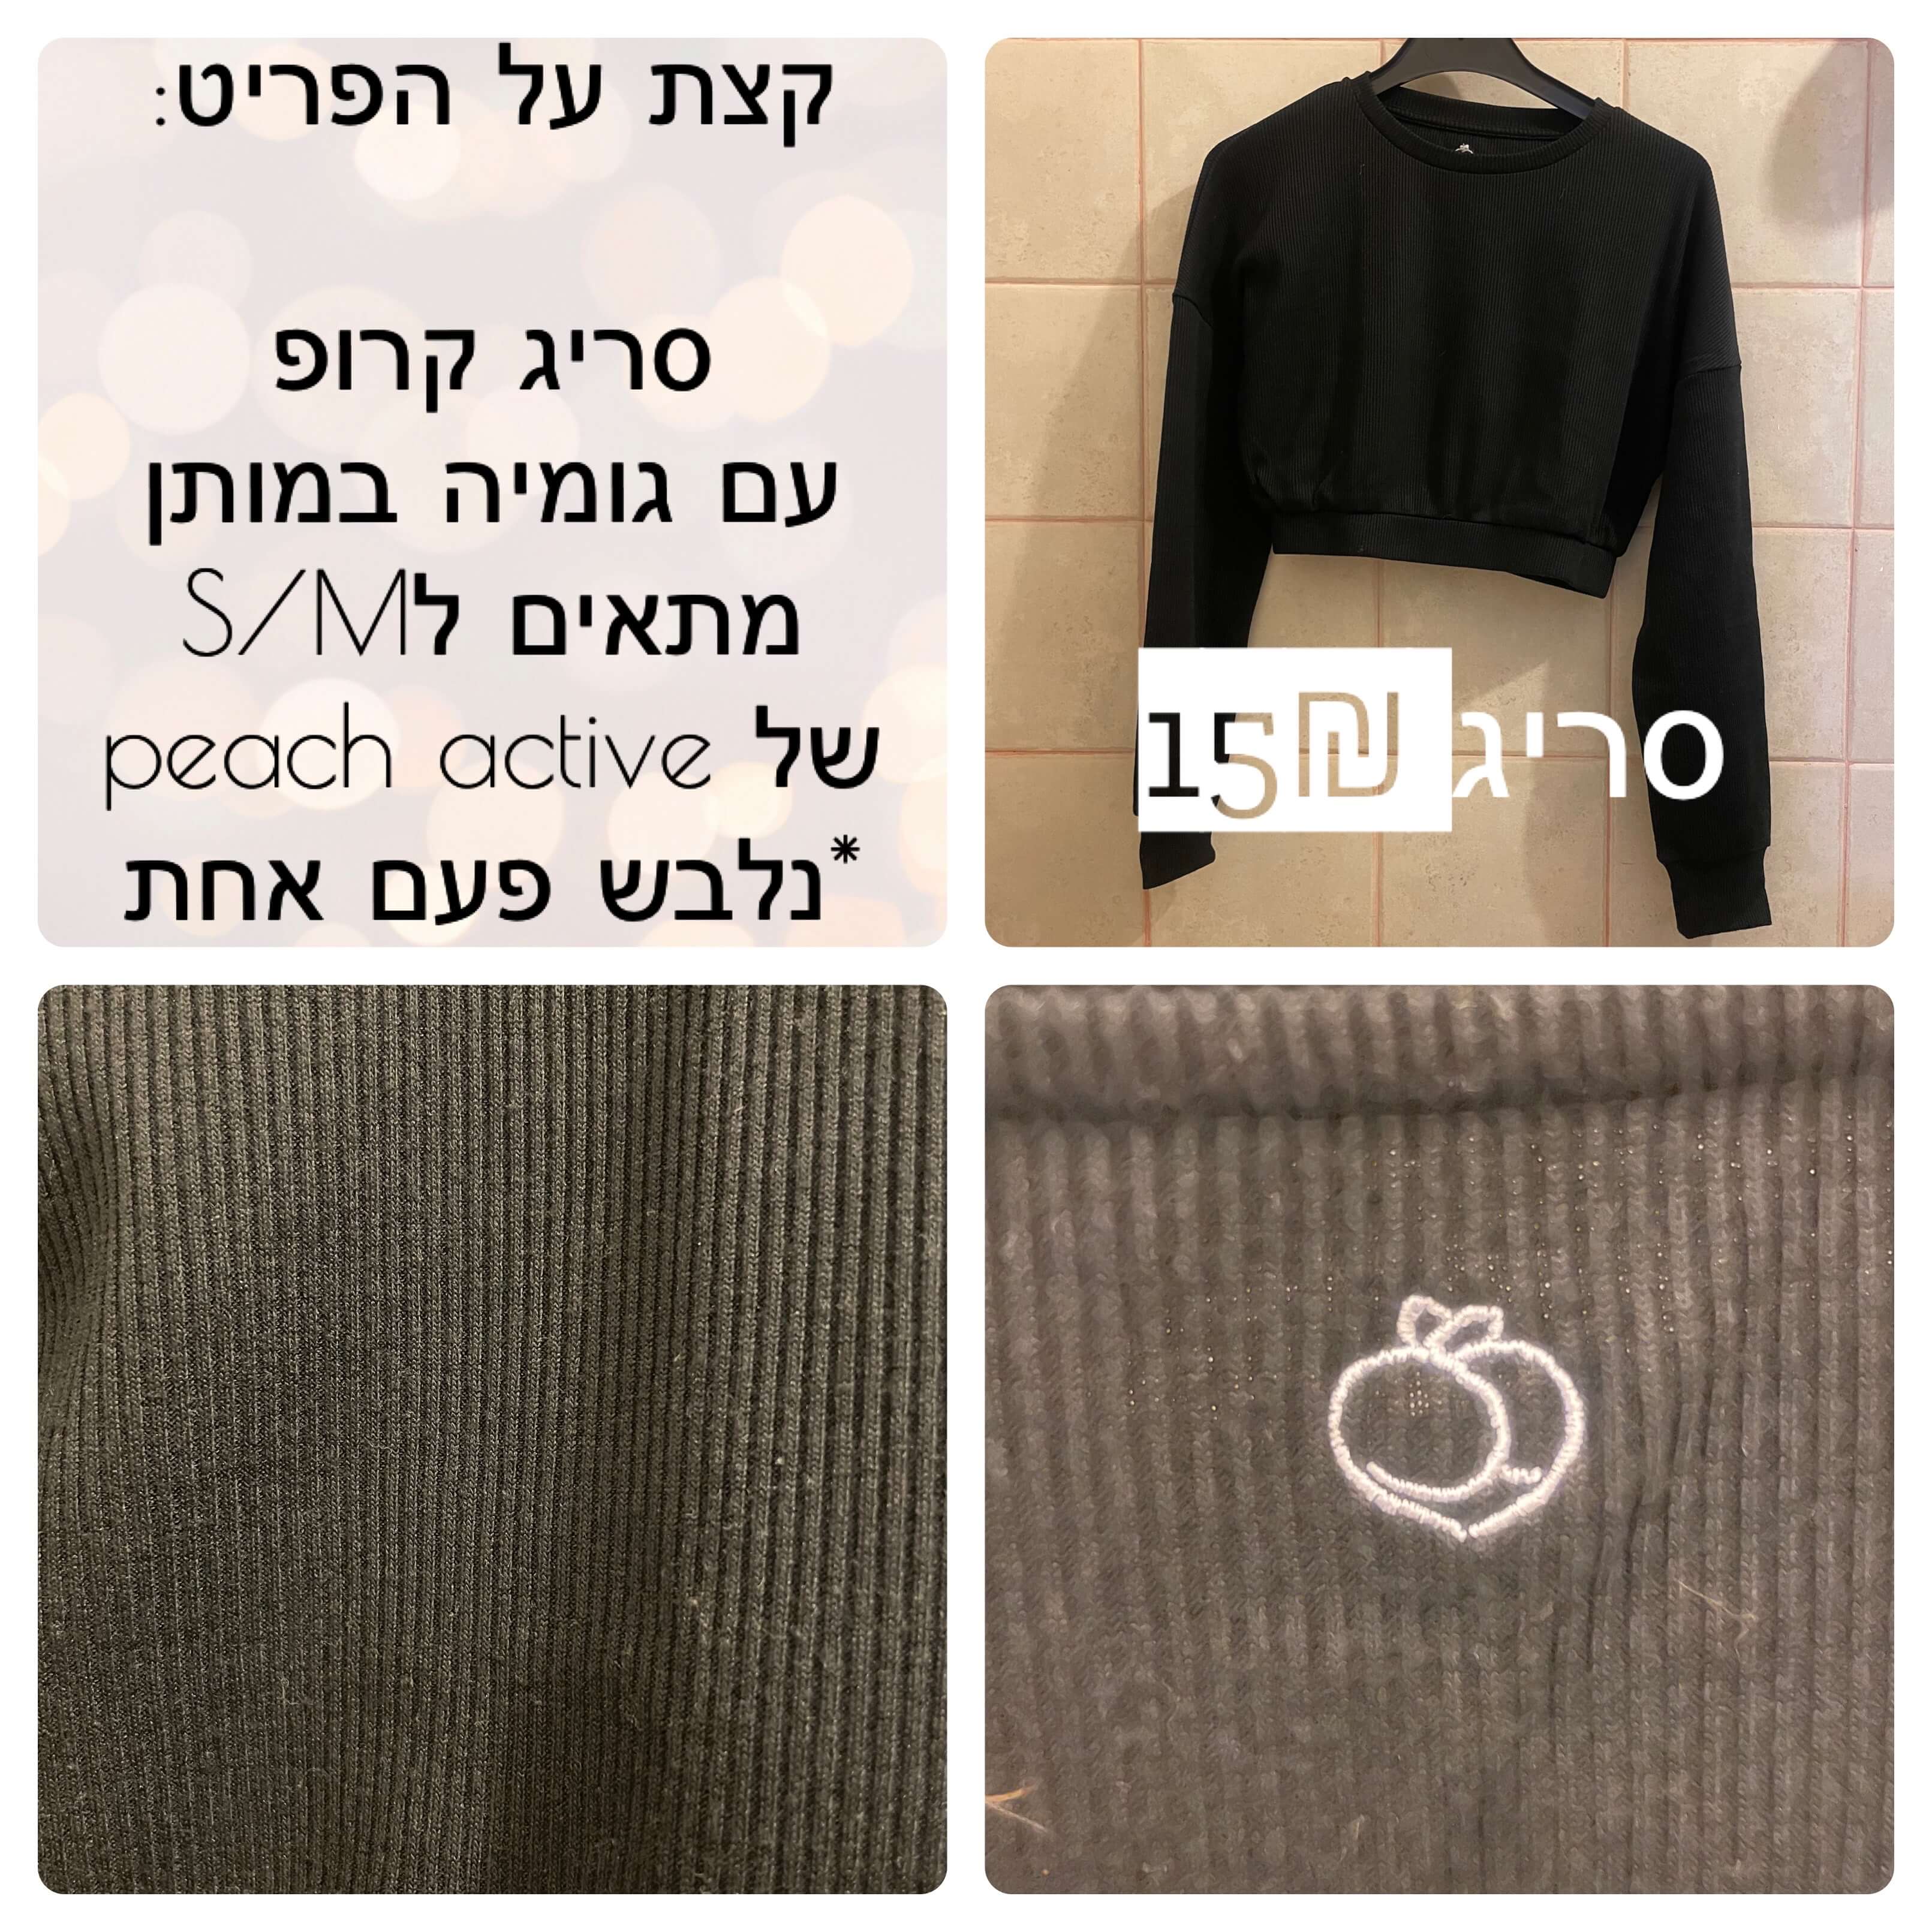 קצת על הפריט:
סריג קרופ
עם גומיה במותן
מתאים לS/M
של peach active
*נלבש פעם אחת
סריג 15₪